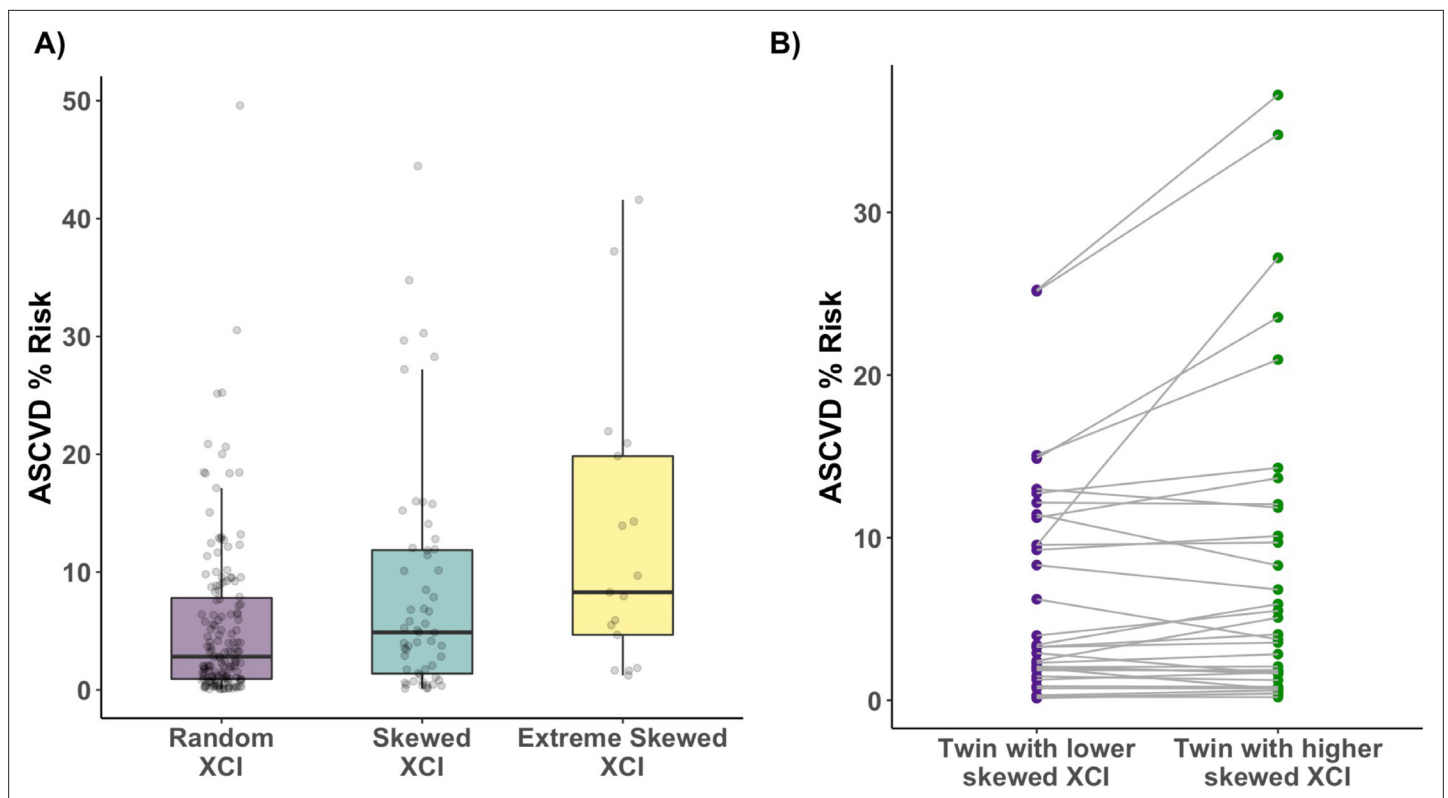 A)
ASCVD % Risk
50
40
30
20
10
0
Random
XCI
Skewed
XCI
Extreme Skewed
XCI
B)
ASCVD % Risk
30
20
10
0
Twin with lower
skewed XCI
Twin with higher
skewed XCI